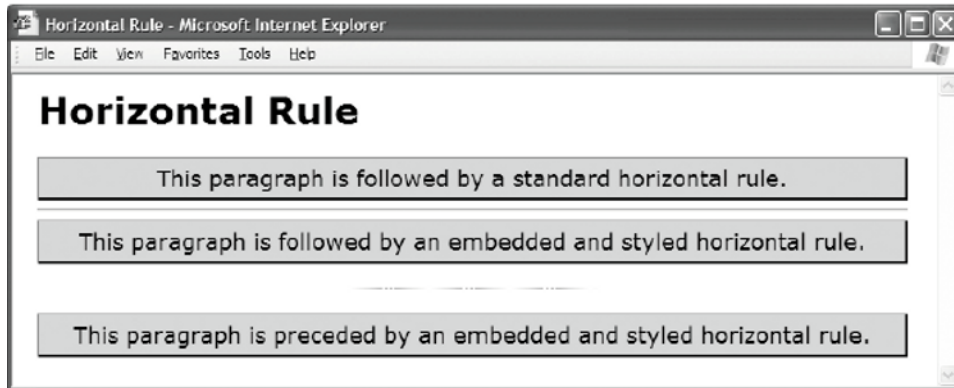 Horizontal Rule - Microsoft Internet Explorer
File Edit View Favorites Tools Help
Horizontal Rule
This paragraph is followed by a standard horizontal rule.
This paragraph is followed by an embedded and styled horizontal rule.
This paragraph is preceded by an embedded and styled horizontal rule.